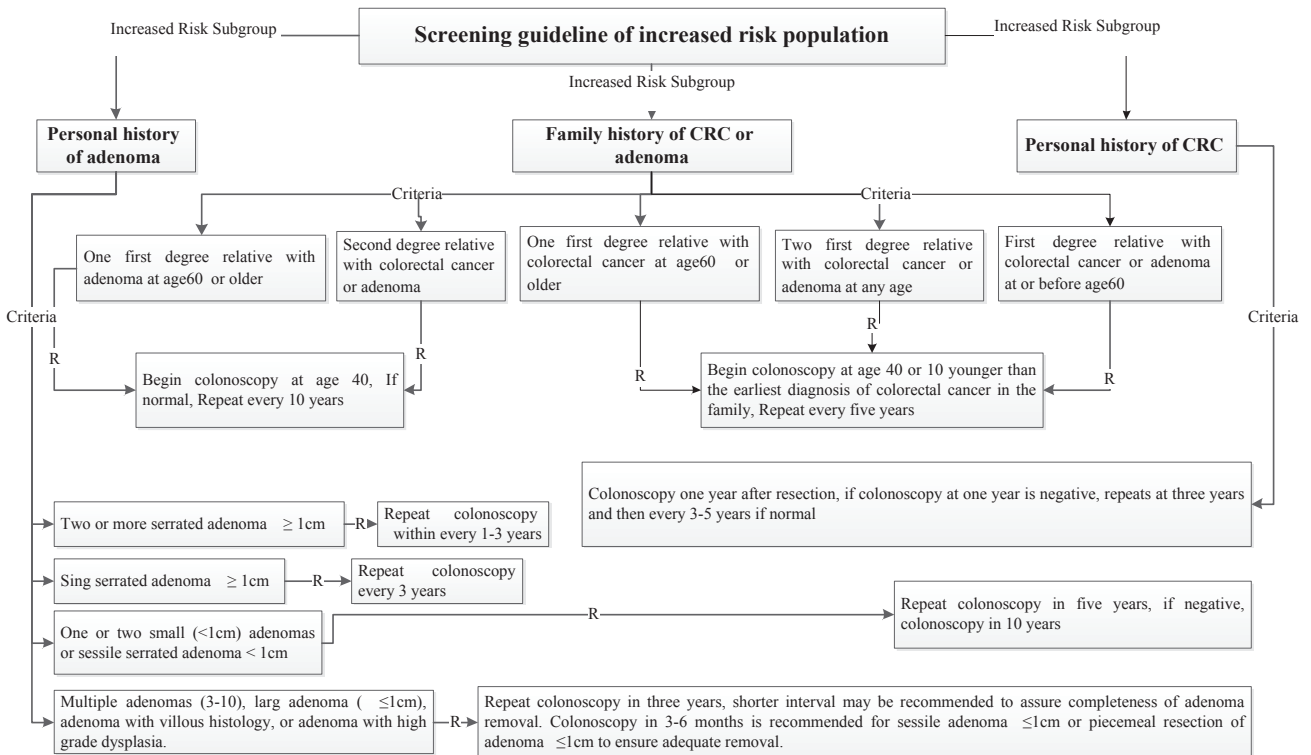 Increased Risk Subgroup
Screening guideline of increased risk population
Increased Risk Subgroup
Increased Risk Subgroup
Personal history
of adenoma
Family history of CRC or
adenoma
Personal history of CRC
Criteria
Criteria
One first degree relative with
adenoma at age60 or older
Second degree relative
with colorectal cancer
or adenoma
One first degree relative with
colorectal cancer at age60 or
older
Two first degree relative
with colorectal cancer or
adenoma at any age
First degree relative with
colorectal cancer or adenoma
at or before age60
Criteria
Criteria
R
R
R
R
R
Begin colonoscopy at age 40, If
normal, Repeat every 10 years
Begin colonoscopy at age 40 or 10 younger than
the earliest diagnosis of colorectal cancer in the
family, Repeat every five years
Colonoscopy one year after resection, if colonoscopy at one year is negative, repeats at three years
and then every 3-5 years if normal
Two or more serrated adenoma ≥ 1cm
R
Repeat colonoscopy
within every 1-3 years
Sing serrated adenoma ≥ 1cm
R
Repeat colonoscopy
every 3 years
One or two small (<1cm) adenomas
or sessile serrated adenoma < 1cm
R
Repeat colonoscopy in five years, if negative,
colonoscopy in 10 years
Multiple adenomas (3-10), larg adenoma ( ≤1cm),
adenoma with villous histology, or adenoma with high
grade dysplasia.
R
Repeat colonoscopy in three years, shorter interval may be recommended to assure completeness of adenoma
removal. Colonoscopy in 3-6 months is recommended for sessile adenoma ≤1cm or piecemeal resection of
adenoma ≤1cm to ensure adequate removal.